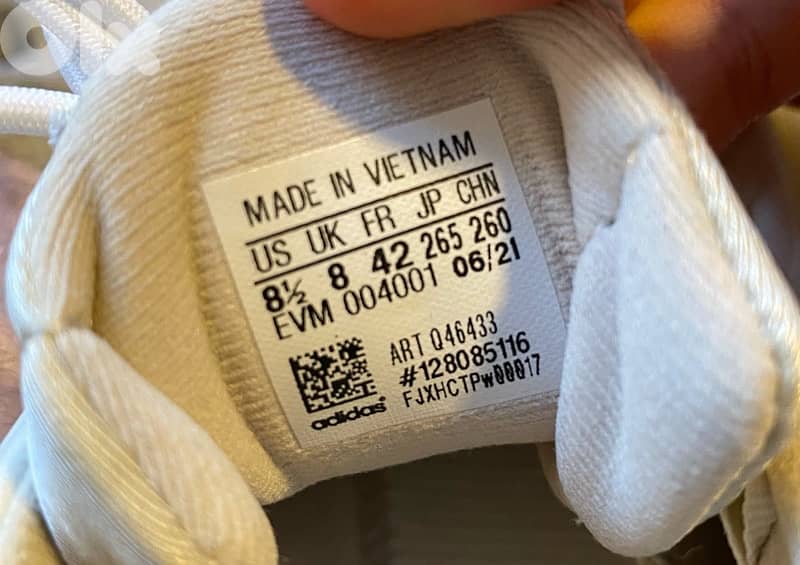 olx
MADE IN VIETNAM
US UK FR JP CHN
8½ 8 42 265 260
EVM 004001 06/21
ART Q46433
#128085116
FJXHCTPw00017
adidas